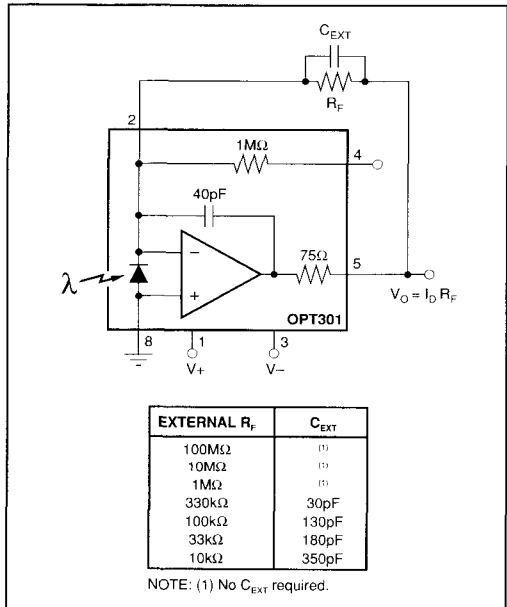 C_EXT
R_F
2
1MΩ
4
40pF
75Ω
5
λ
−
+
V_O = I_D R_F
OPT301
8
1
3
V+
V−
EXTERNAL R_F C_EXT
100MΩ (1)
10MΩ (1)
1MΩ (1)
330kΩ 30pF
100kΩ 130pF
33kΩ 180pF
10kΩ 350pF
NOTE: (1) No C_EXT required.